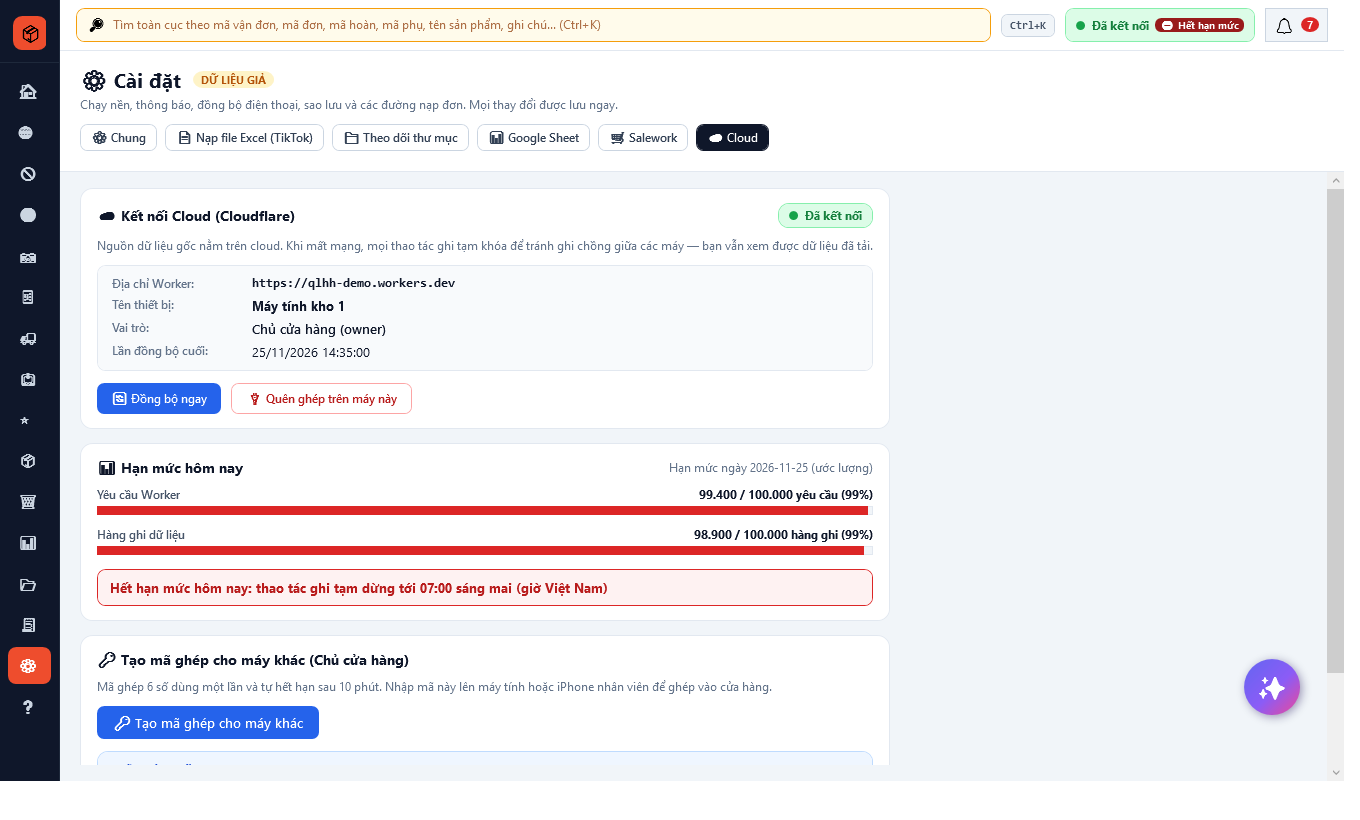 Tìm toàn cục theo mã vận đơn, mã đơn, mã hoàn, mã phụ, tên sản phẩm, ghi chú... (Ctrl+K)
Ctrl+K
Đã kết nối
Hết hạn mức
7
Cài đặt
DỮ LIỆU GIẢ
Chạy nền, thông báo, đồng bộ điện thoại, sao lưu và các đường nạp đơn. Mọi thay đổi được lưu ngay.
Chung
Nạp file Excel (TikTok)
Theo dõi thư mục
Google Sheet
Salework
Cloud
Kết nối Cloud (Cloudflare)
Đã kết nối
Nguồn dữ liệu gốc nằm trên cloud. Khi mất mạng, mọi thao tác ghi tạm khóa để tránh ghi chồng giữa các máy — bạn vẫn xem được dữ liệu đã tải.
Địa chỉ Worker: https://qlhh-demo.workers.dev
Tên thiết bị: Máy tính kho 1
Vai trò: Chủ cửa hàng (owner)
Lần đồng bộ cuối: 25/11/2026 14:35:00
Đồng bộ ngay
Quên ghép trên máy này
Hạn mức hôm nay
Hạn mức ngày 2026-11-25 (ước lượng)
Yêu cầu Worker
99.400 / 100.000 yêu cầu (99%)
Hàng ghi dữ liệu
98.900 / 100.000 hàng ghi (99%)
Hết hạn mức hôm nay: thao tác ghi tạm dừng tới 07:00 sáng mai (giờ Việt Nam)
Tạo mã ghép cho máy khác (Chủ cửa hàng)
Mã ghép 6 số dùng một lần và tự hết hạn sau 10 phút. Nhập mã này lên máy tính hoặc iPhone nhân viên để ghép vào cửa hàng.
Tạo mã ghép cho máy khác
?